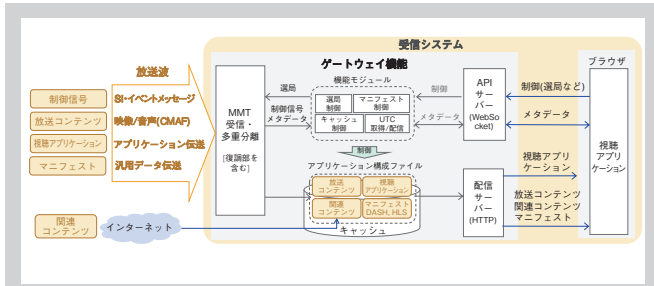 受信システム
放送波
ゲートウェイ機能
ブラウザ
制御信号
放送コンテンツ
視聴アプリケーション
マニフェスト
SI・イベントメッセージ
映像/音声(CMAF)
アプリケーション伝送
汎用データ伝送
MMT
受信・
多重分離
[復調部を
含む]
選局
制御信号
メタデータ
機能モジュール
選局
制御
マニフェスト
制御
キャッシュ
制御
UTC
取得/配信
制御
メタデータ
API
サー
バー
(WebSo
cket)
制御(選局など)
メタデータ
視聴
アプリ
ケーション
制御
アプリケーション構成ファイル
放送
コンテンツ
視聴
アプリケーション
関連
コンテンツ
マニフェスト
DASH, HLS
キャッシュ
配信
サー
バー
(HTTP)
視聴アプリ
ケーション
放送コンテンツ
関連コンテンツ
マニフェスト
関連
コンテンツ
インターネット